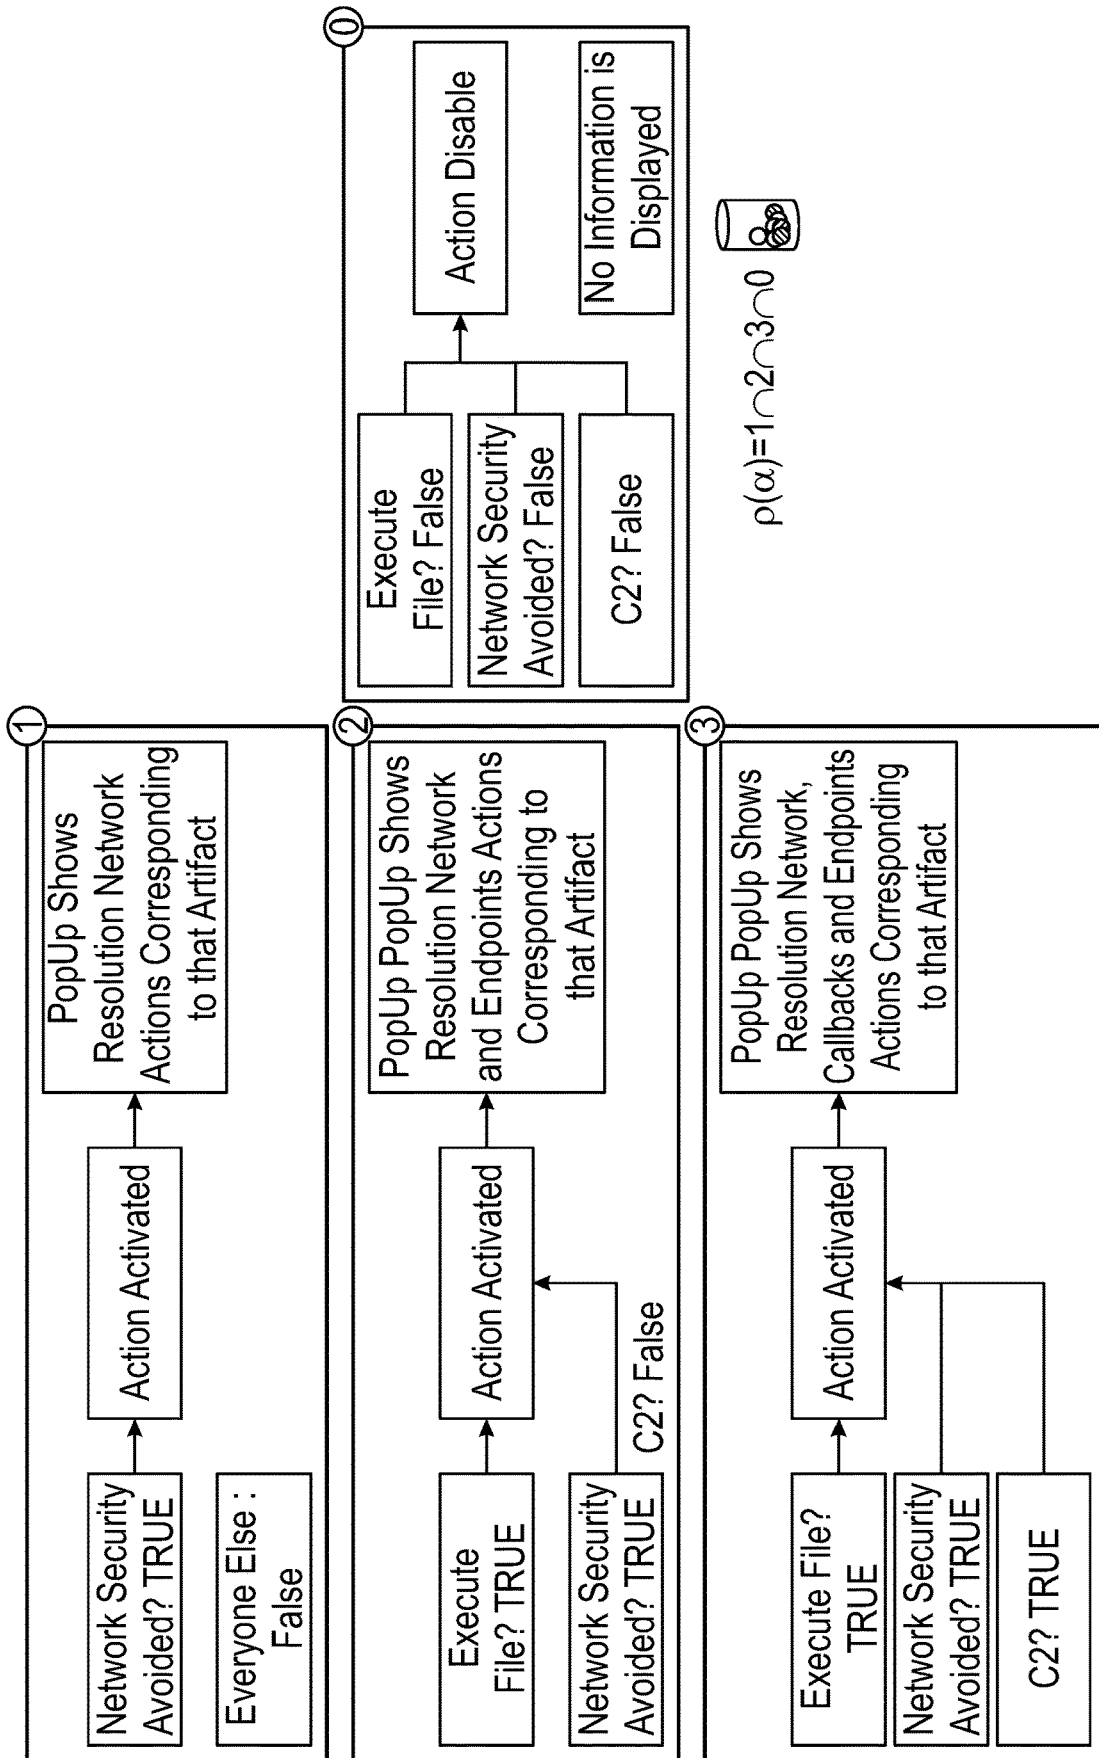 1
Network Security
Avoided? TRUE
Everyone Else :
False
Action Activated
PopUp Shows
Resolution Network
Actions Corresponding
to that Artifact
2
Execute
File? TRUE
Network Security
Avoided? TRUE
C2? False
Action Activated
PopUp PopUp Shows
Resolution Network
and Endpoints Actions
Corresponding to
that Artifact
3
Execute File?
TRUE
Network Security
Avoided? TRUE
C2? TRUE
Action Activated
PopUp PopUp Shows
Resolution Network,
Callbacks and Endpoints
Actions Corresponding
to that Artifact
0
Execute
File? False
Network Security
Avoided? False
C2? False
Action Disable
No Information is
Displayed
ρ(α)=1∩2∩3∩0